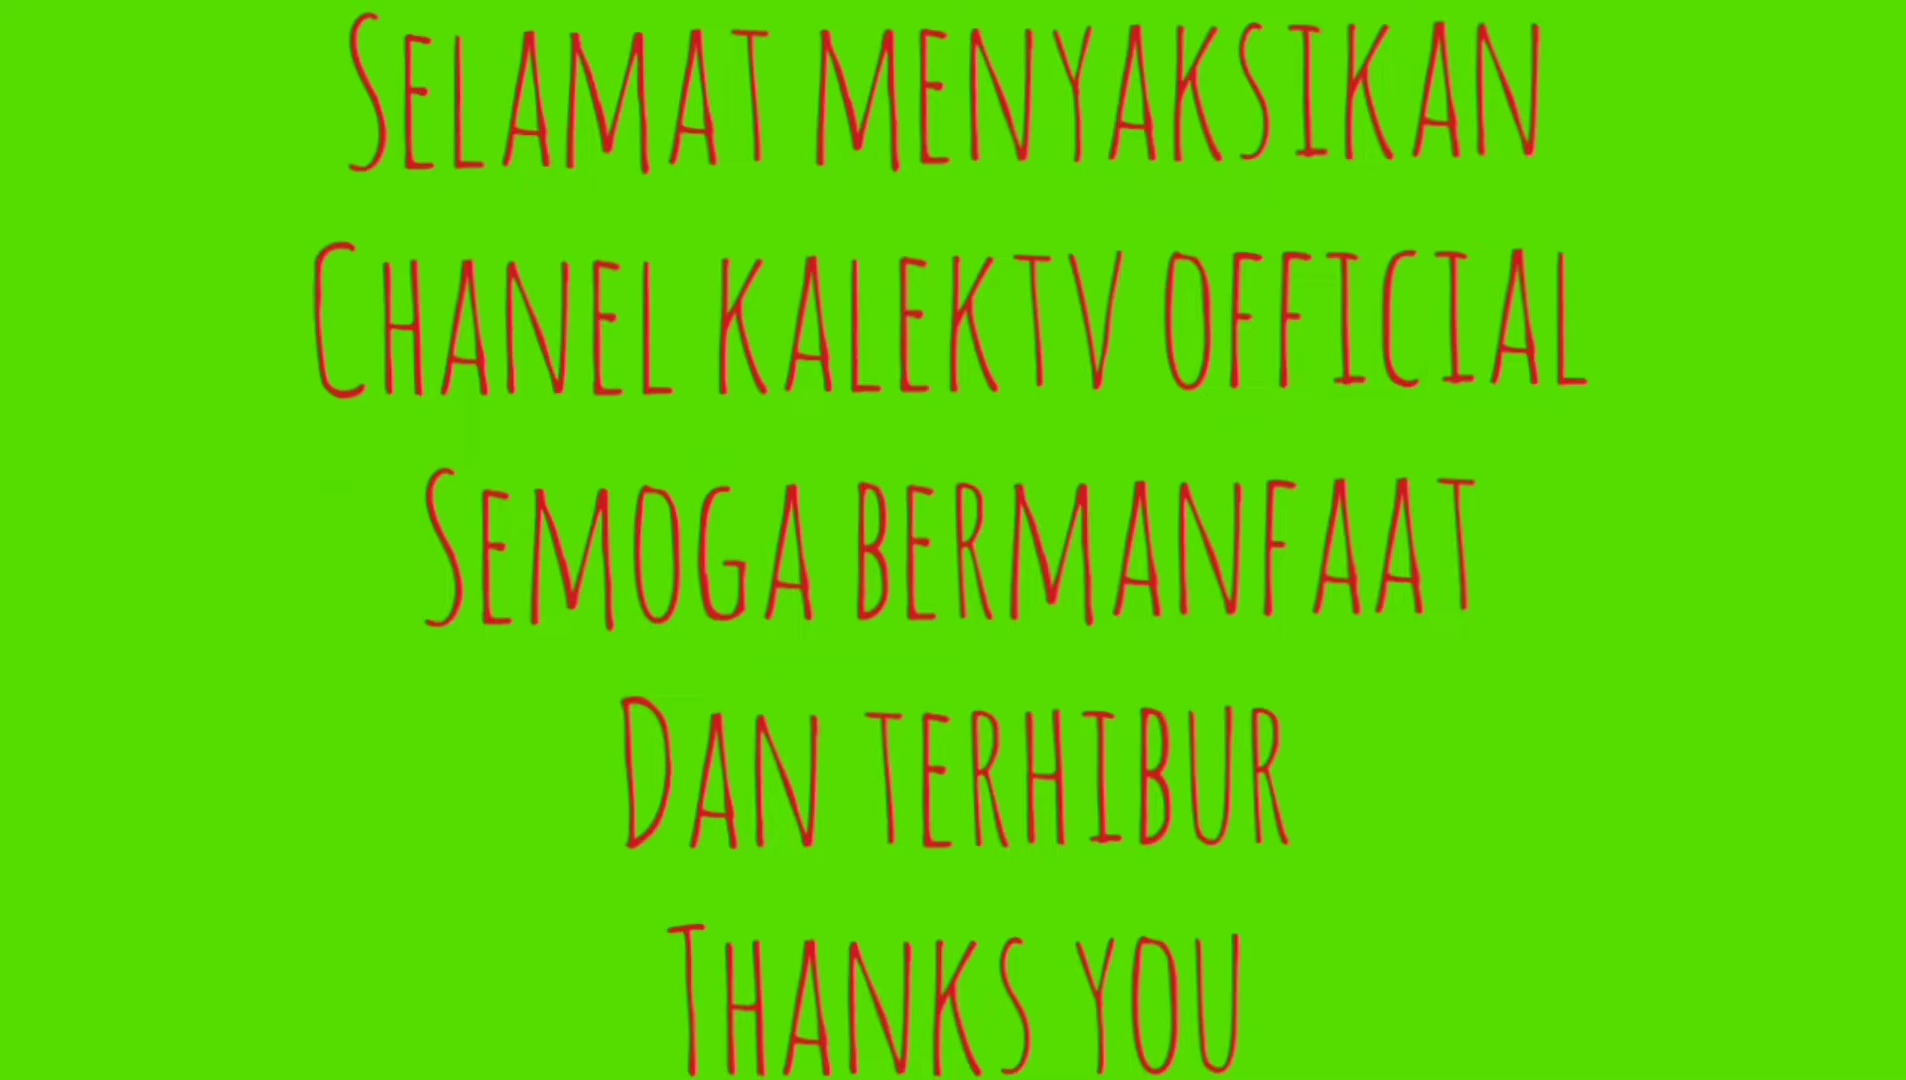 Selamat menyaksikan
Chanel kalektv official
Semoga bermanfaat
Dan terhibur
Thanks you